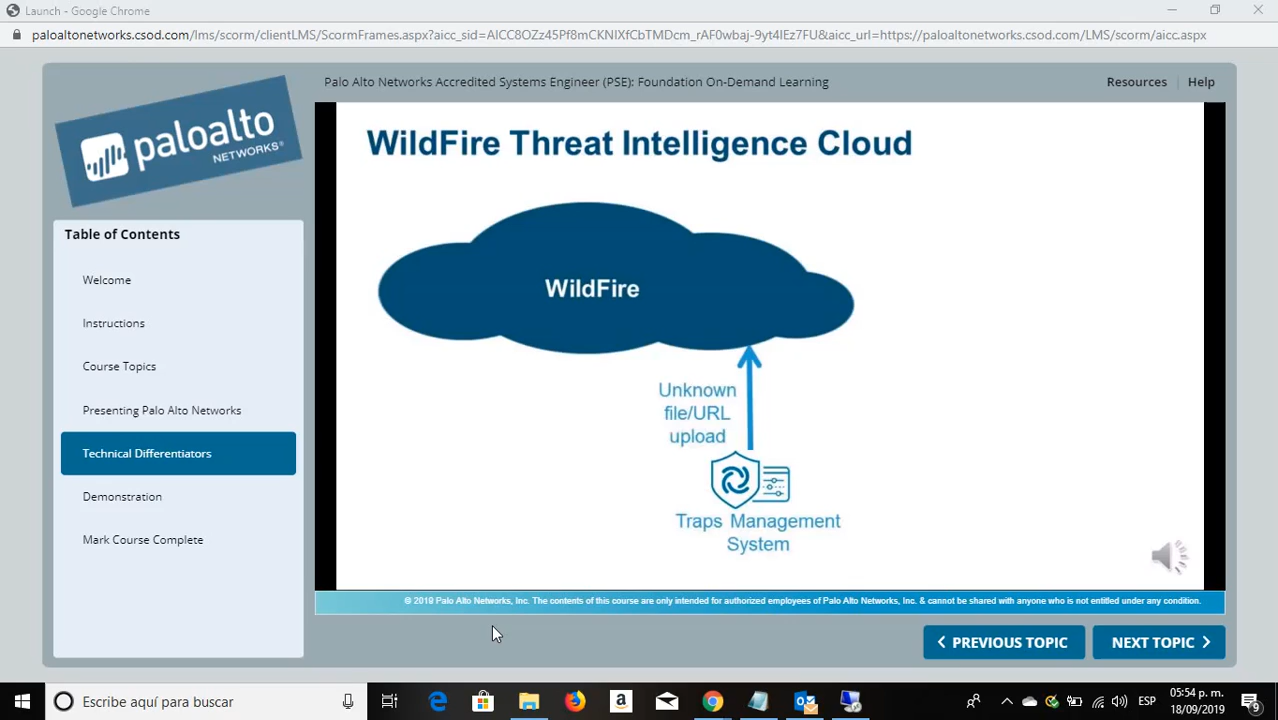 Launch - Google Chrome
paloaltonetworks.csod.com/lms/scorm/clientLMS/ScormFrames.aspx?aicc_sid=AICC8OZz45Pf8mCKNIXfCbTMDcm_rAF0wbaj-9yt4IEz7FU&aicc_url=https://paloaltonetworks.csod.com/LMS/scorm/aicc.aspx
paloalto
NETWORKS®
Palo Alto Networks Accredited Systems Engineer (PSE): Foundation On-Demand Learning
Resources | Help
Table of Contents
Welcome
Instructions
Course Topics
Presenting Palo Alto Networks
Technical Differentiators
Demonstration
Mark Course Complete
WildFire Threat Intelligence Cloud
WildFire
Unknown
file/URL
upload
Traps Management
System
© 2019 Palo Alto Networks, Inc. The contents of this course are only intended for authorized employees of Palo Alto Networks, Inc. & cannot be shared with anyone who is not entitled under any condition.
PREVIOUS TOPIC
NEXT TOPIC
Escribe aquí para buscar
ESP
05:54 p. m.
18/09/2019
9